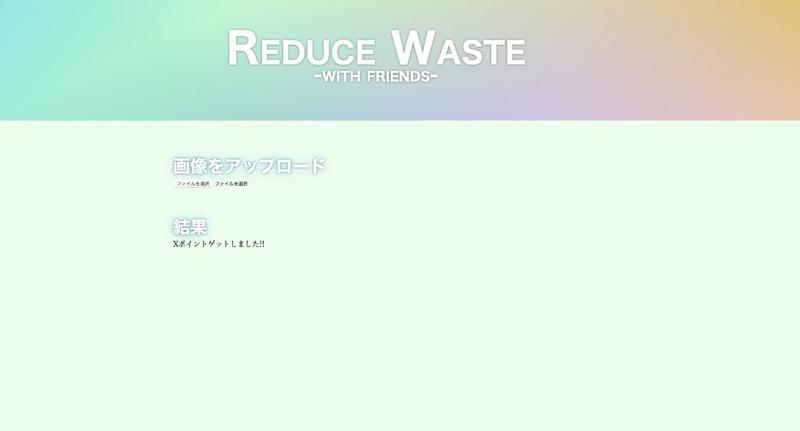 REDUCE WASTE
-WITH FRIENDS-
画像をアップロード
ファイルを選択 ファイル未選択
結果
Xポイントゲットしました!!